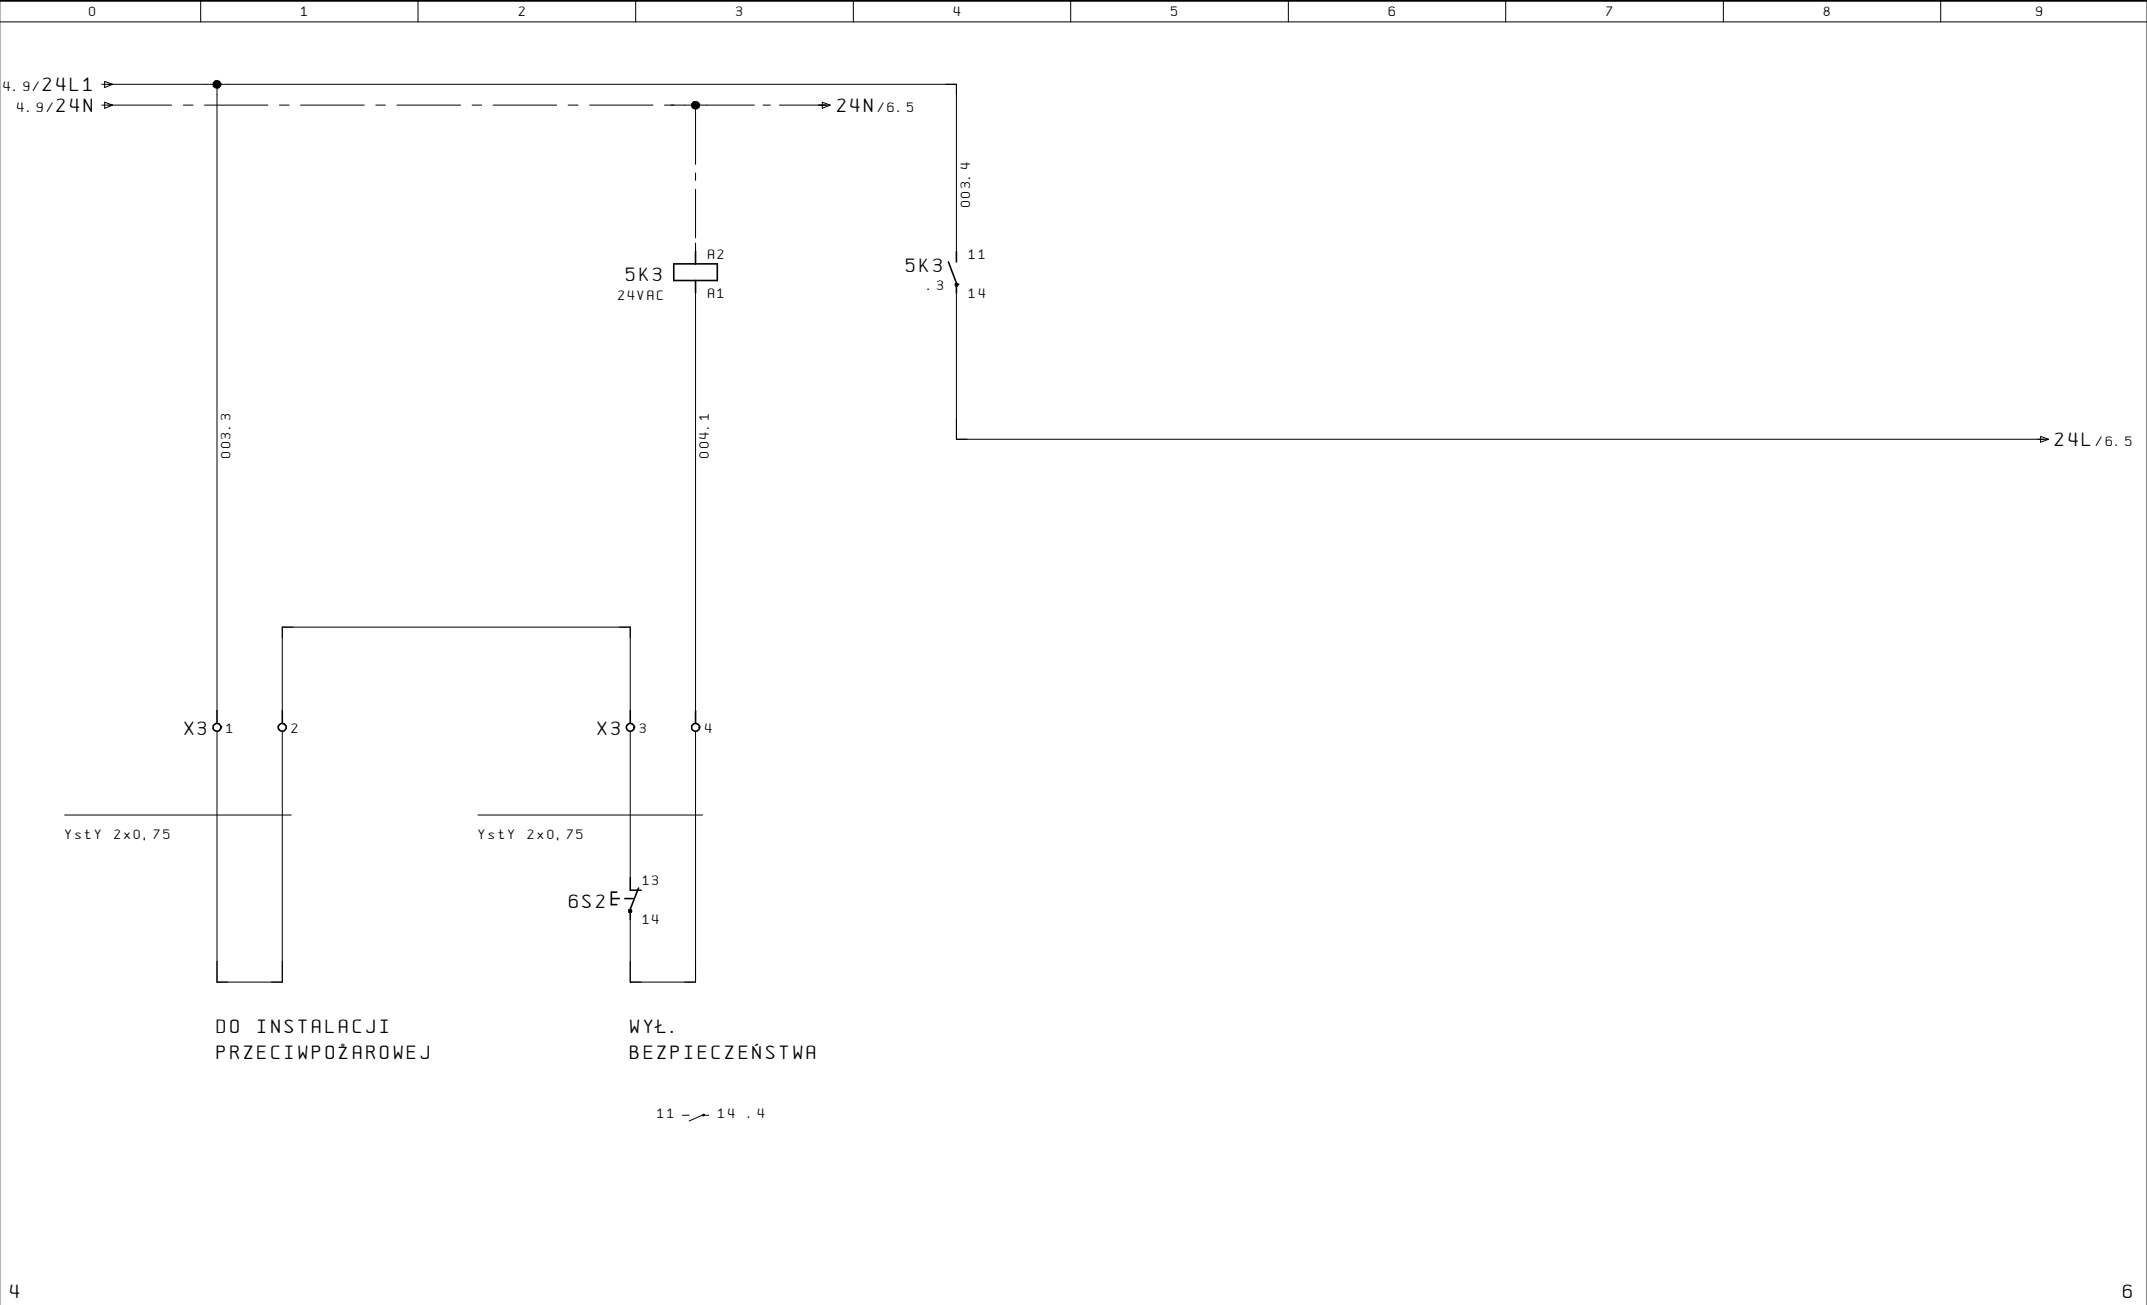 0 1 2 3 4 5 6 7 8 9
4.9/24L1
4.9/24N
24N/6.5
003.4
5K3
24VAC
A2
A1
5K3
.3
11
14
003.3
004.1
24L/6.5
X3 1 2
X3 3 4
YstY 2x0,75
YstY 2x0,75
6S2
13
14
DO INSTALACJI
PRZECIWPOŻAROWEJ
WYŁ.
BEZPIECZEŃSTWA
11 14 .4
4
6